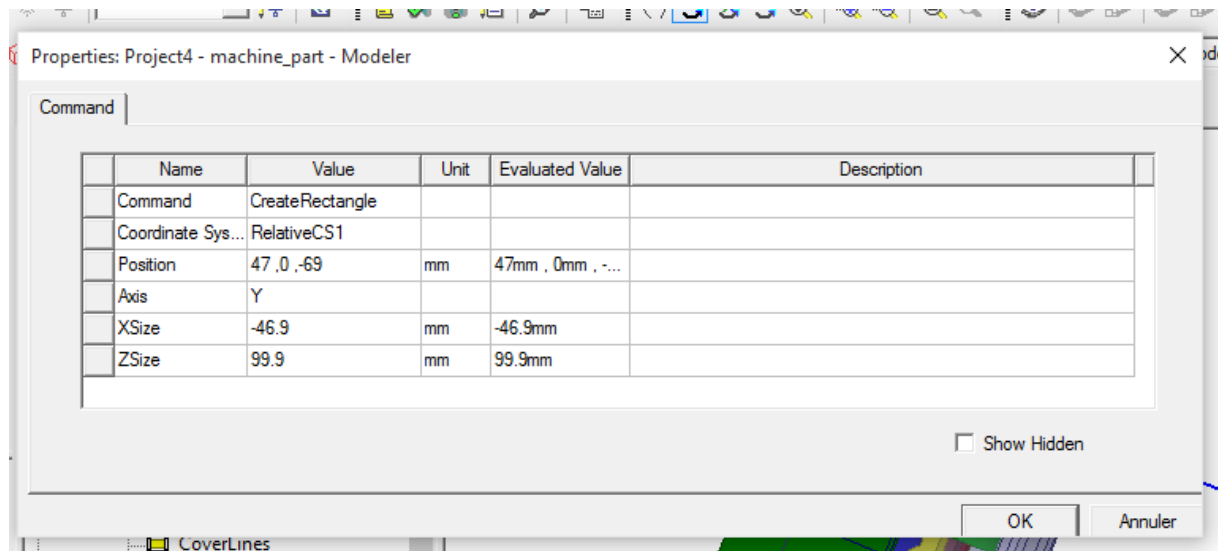 Properties: Project4 - machine_part - Modeler
Command
Name Value Unit Evaluated Value Description
Command CreateRectangle
Coordinate Sys... RelativeCS1
Position 47 ,0 ,-69 mm 47mm , 0mm , -...
Axis Y
XSize -46.9 mm -46.9mm
ZSize 99.9 mm 99.9mm
Show Hidden
OK Annuler
CoverLines